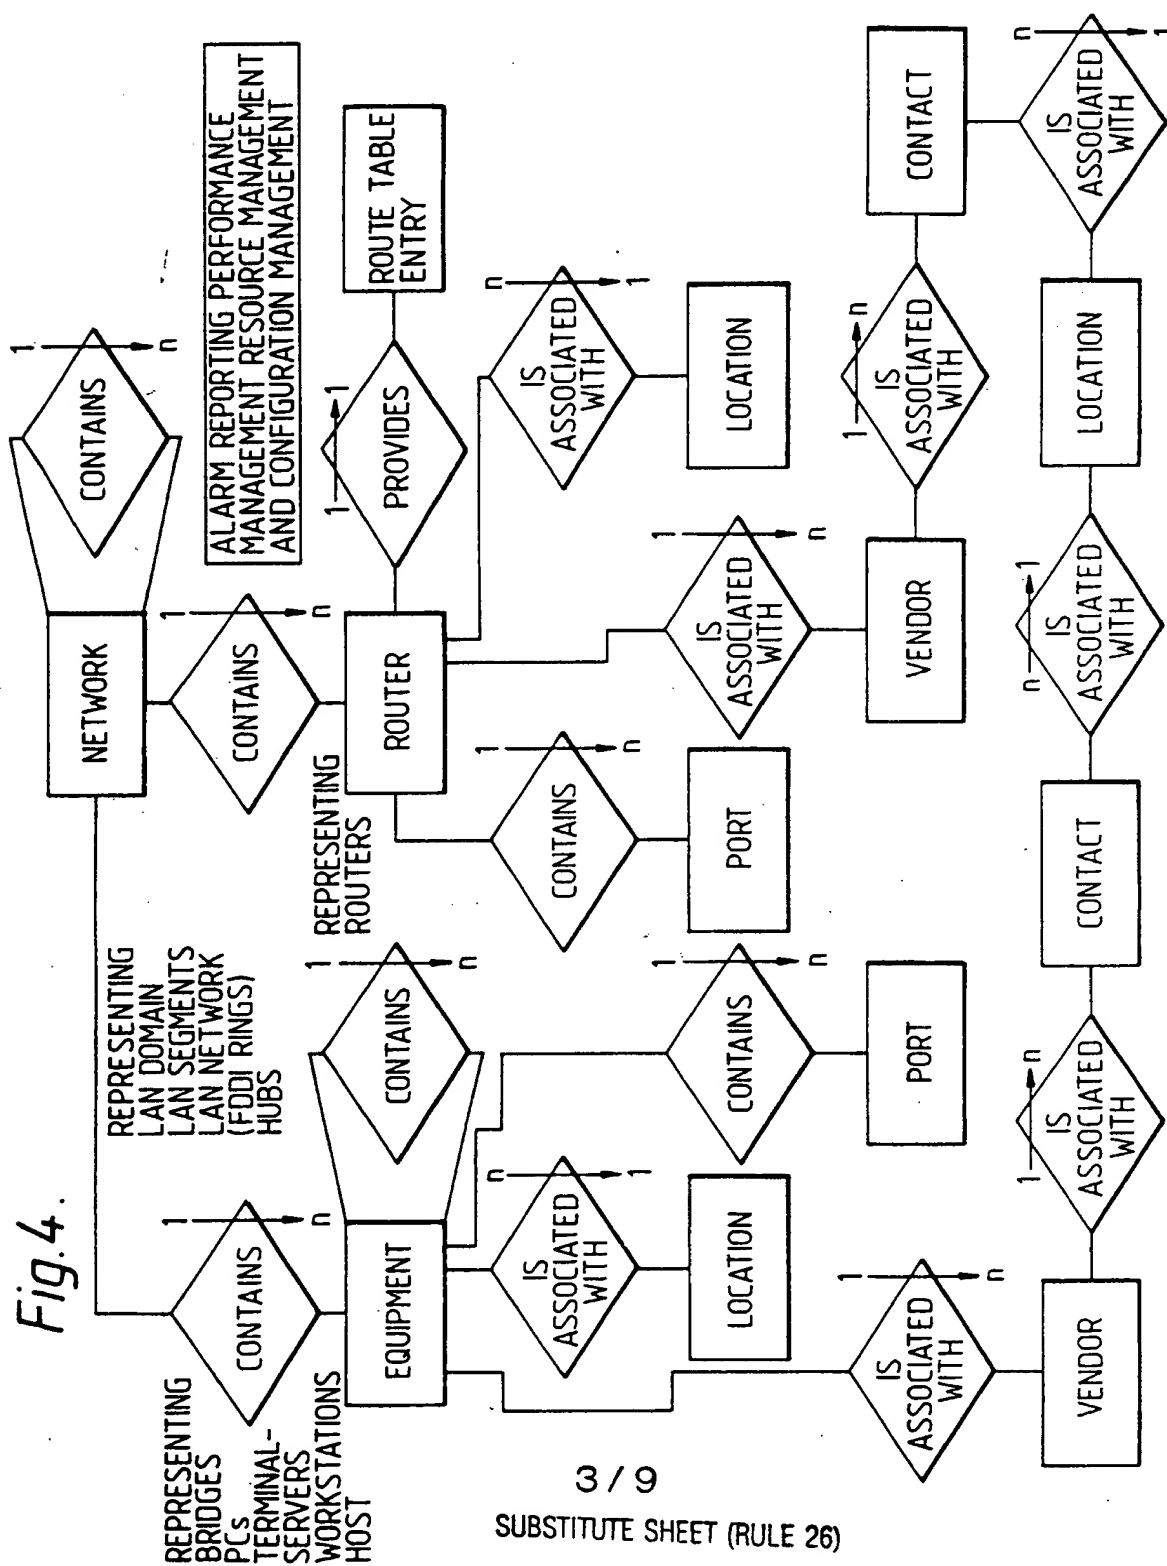 Fig.4.
NETWORK
1
n
CONTAINS
REPRESENTING
LAN DOMAIN
LAN SEGMENTS
LAN NETWORK
(FDDI RINGS)
HUBS
ALARM REPORTING PERFORMANCE
MANAGEMENT RESOURCE MANAGEMENT
AND CONFIGURATION MANAGEMENT
REPRESENTING
BRIDGES
PCs
TERMINAL-
SERVERS
WORKSTATIONS
HOST
1
n
CONTAINS
1
n
CONTAINS
EQUIPMENT
1
n
CONTAINS
REPRESENTING
ROUTERS
ROUTER
1
1
PROVIDES
ROUTE TABLE
ENTRY
n
1
IS
ASSOCIATED
WITH
1
n
CONTAINS
n
1
IS
ASSOCIATED
WITH
LOCATION
1
n
CONTAINS
PORT
1
n
IS
ASSOCIATED
WITH
LOCATION
1
n
IS
ASSOCIATED
WITH
PORT
VENDOR
1
n
IS
ASSOCIATED
WITH
CONTACT
VENDOR
1
n
IS
ASSOCIATED
WITH
CONTACT
n
1
IS
ASSOCIATED
WITH
LOCATION
n
1
IS
ASSOCIATED
WITH
3/9
SUBSTITUTE SHEET (RULE 26)